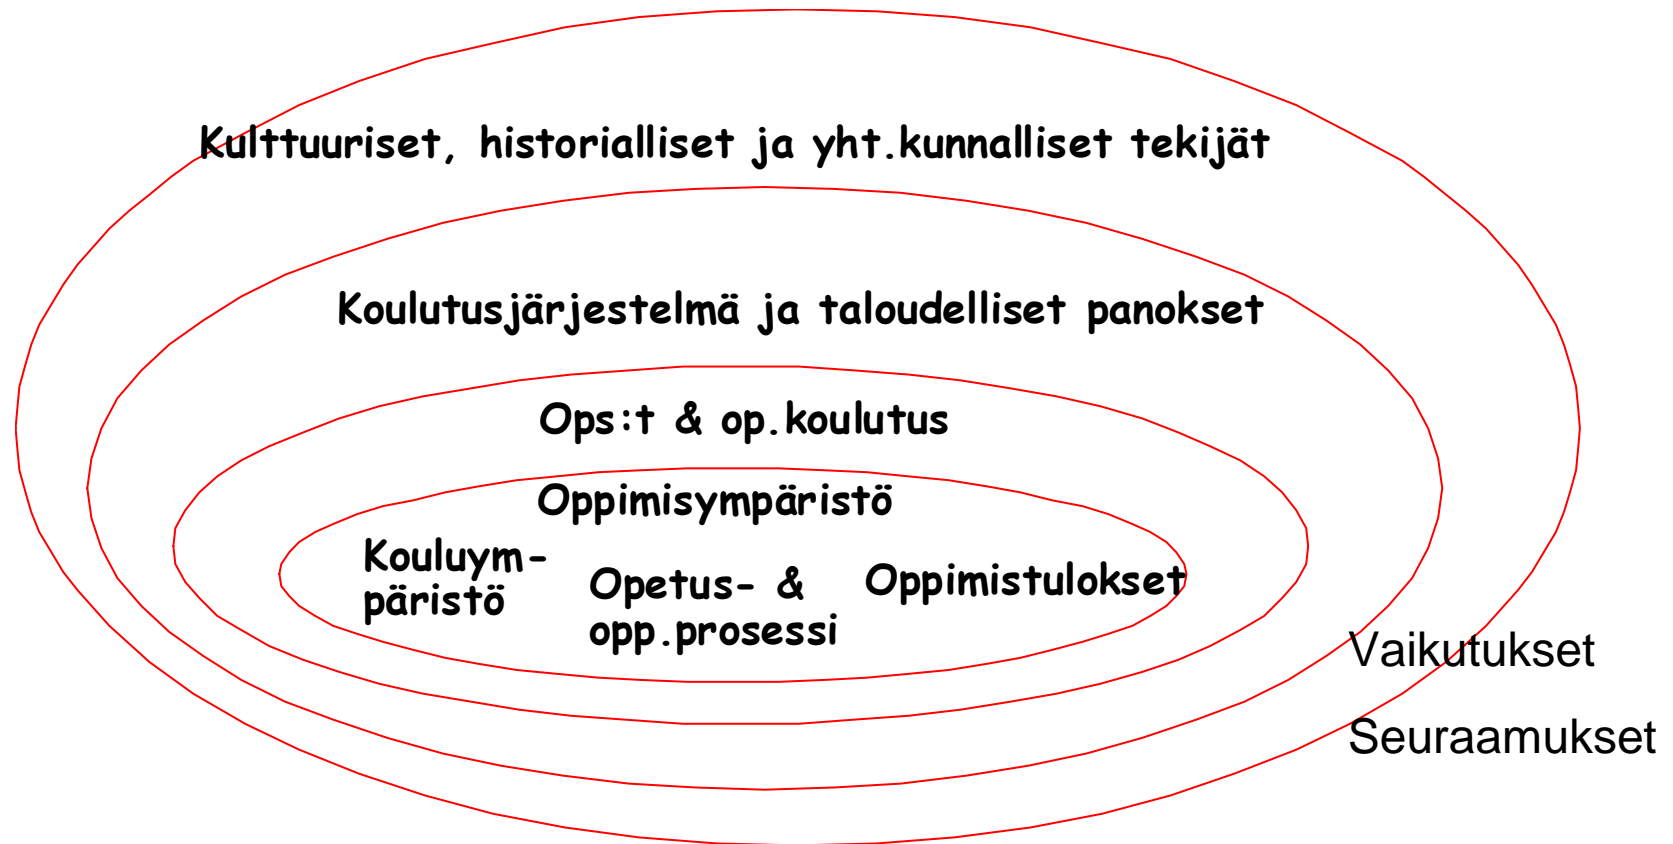 Kulttuuriset, historialliset ja yht.kunnalliset tekijät
Koulutusjärjestelmä ja taloudelliset panokset
Ops:t & op.koulutus
Oppimisympäristö
Kouluym-
päristö
Opetus- &
opp.prosessi
Oppimistulokset
Vaikutukset
Seuraamukset